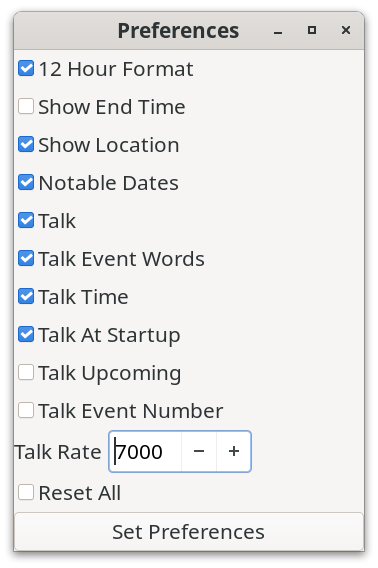 Preferences
12 Hour Format
Show End Time
Show Location
Notable Dates
Talk
Talk Event Words
Talk Time
Talk At Startup
Talk Upcoming
Talk Event Number
Talk Rate 7000 − +
Reset All
Set Preferences